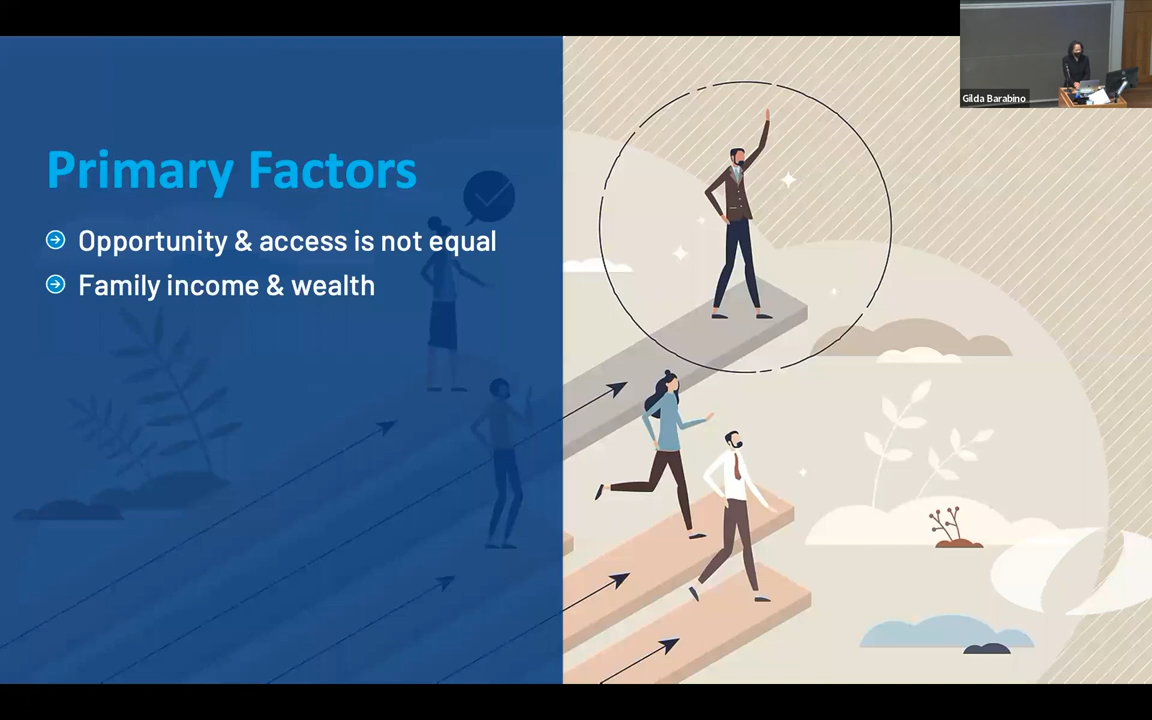 Gilda Barabino
Primary Factors
Opportunity & access is not equal
Family income & wealth